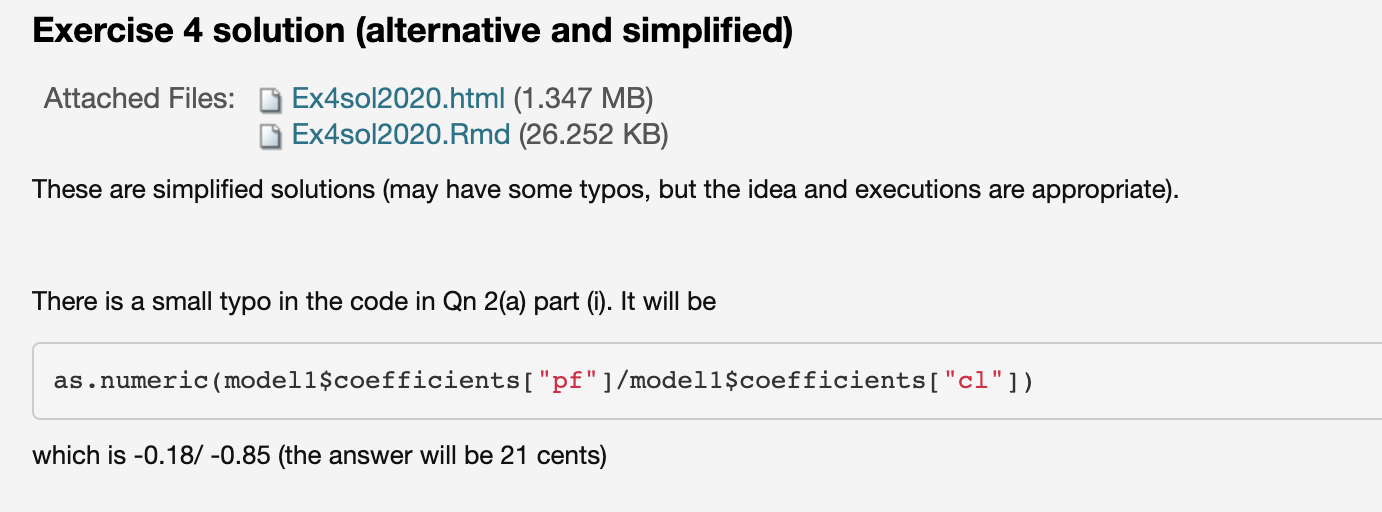 Exercise 4 solution (alternative and simplified)
Attached Files: Ex4sol2020.html (1.347 MB)
Ex4sol2020.Rmd (26.252 KB)
These are simplified solutions (may have some typos, but the idea and executions are appropriate).
There is a small typo in the code in Qn 2(a) part (i). It will be
as.numeric(model1$coefficients["pf"]/model1$coefficients["cl"])
which is -0.18/ -0.85 (the answer will be 21 cents)